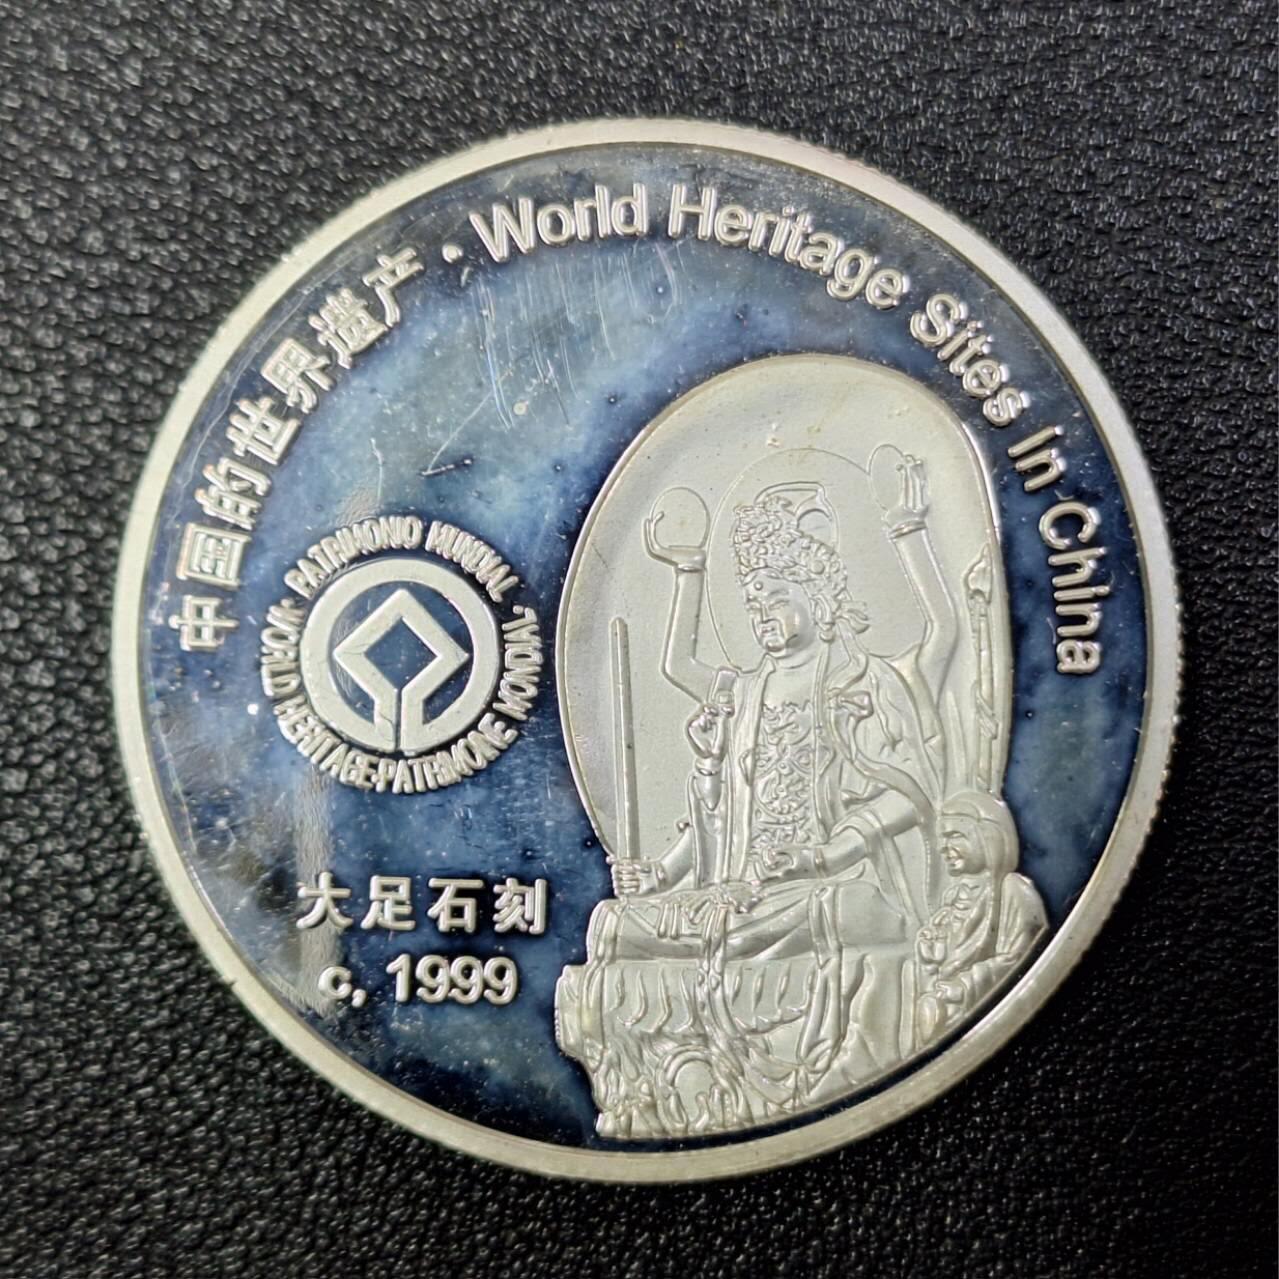 中国的世界遗产 · World Heritage Sites In China
WORLD HERITAGE · PATRIMOINE MONDIAL · PATRIMONIO MUNDIAL
大足石刻
c, 1999